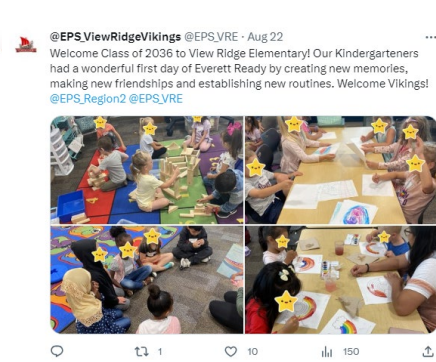 @EPS_ViewRidgeVikings @EPS_VRE · Aug 22
Welcome Class of 2036 to View Ridge Elementary! Our Kindergarteners
had a wonderful first day of Everett Ready by creating new memories,
making new friendships and establishing new routines. Welcome Vikings!
@EPS_Region2 @EPS_VRE
1 10 150